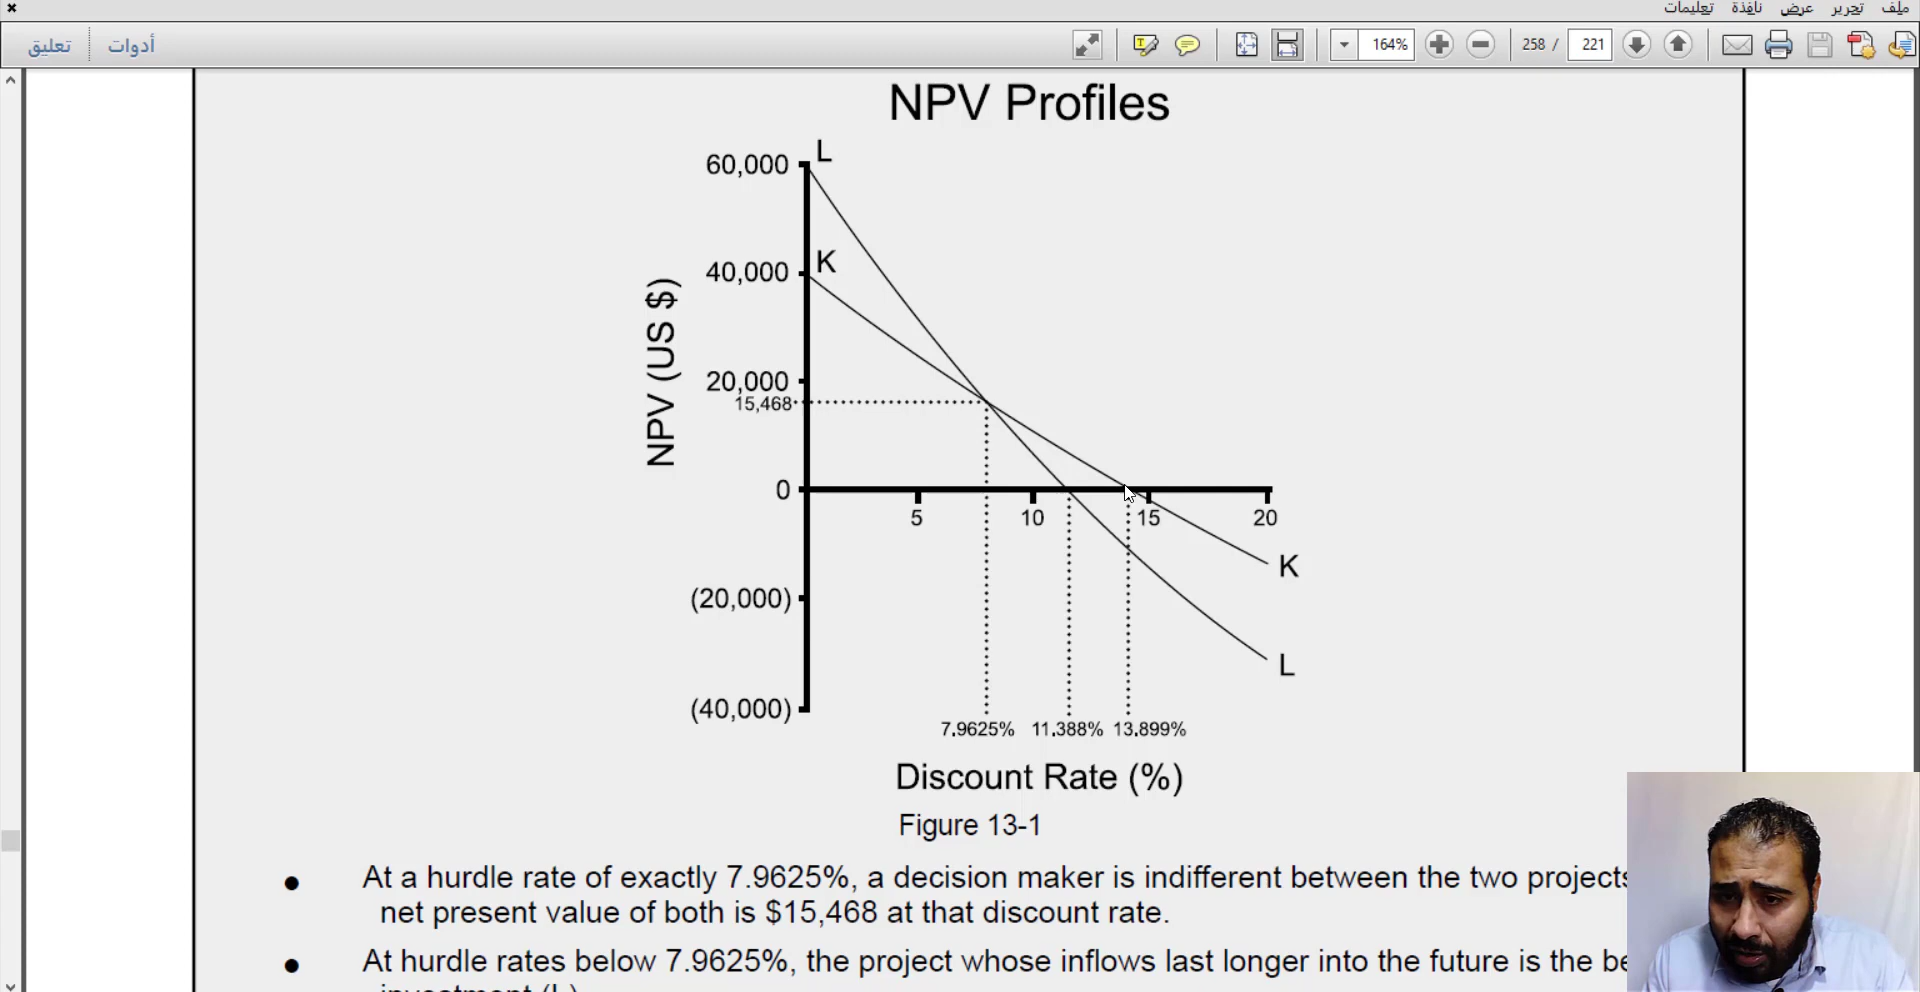 ملف تحرير عرض نافذة تعليمات
221 / 258 164% أدوات تعليق
NPV Profiles
L
60,000
K
40,000
20,000
15,468
NPV (US $)
0
5 10 15 20
K
(20,000)
L
(40,000)
7.9625% 11.388% 13.899%
Discount Rate (%)
Figure 13-1
● At a hurdle rate of exactly 7.9625%, a decision maker is indifferent between the two projects
net present value of both is $15,468 at that discount rate.
● At hurdle rates below 7.9625%, the project whose inflows last longer into the future is the be